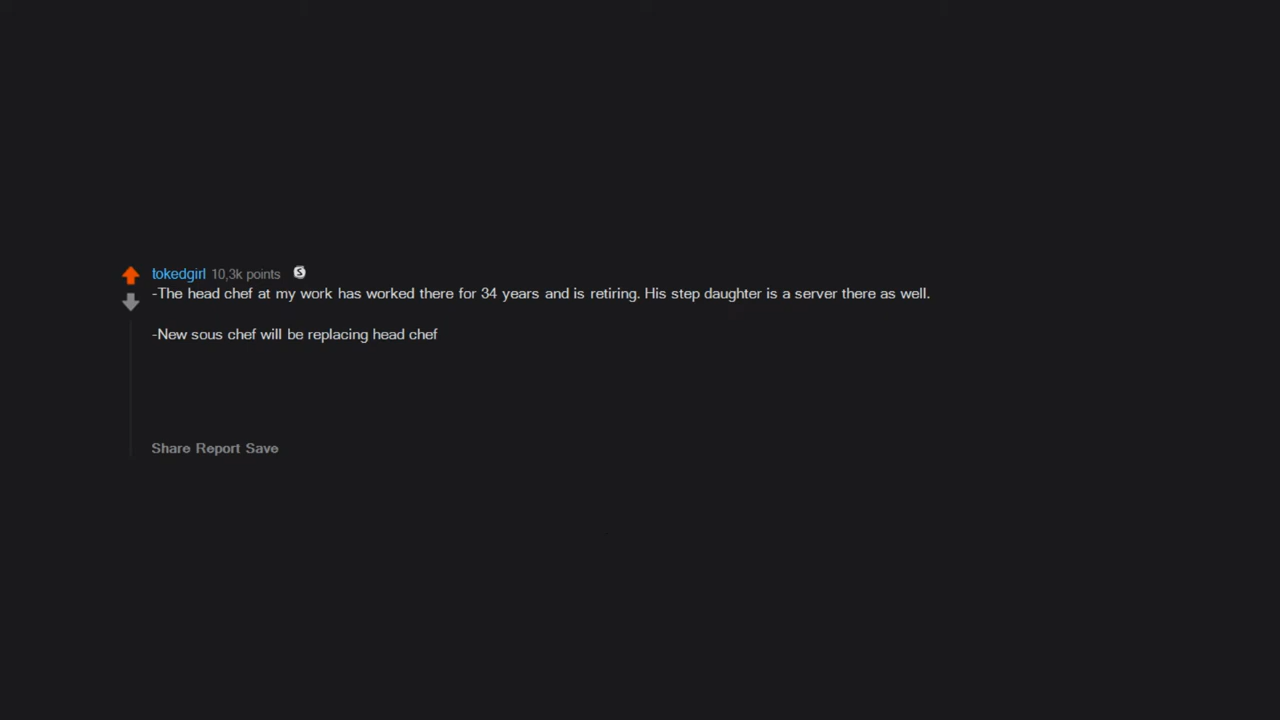 tokedgirl 10,3k points
-The head chef at my work has worked there for 34 years and is retiring. His step daughter is a server there as well.
-New sous chef will be replacing head chef
Share Report Save